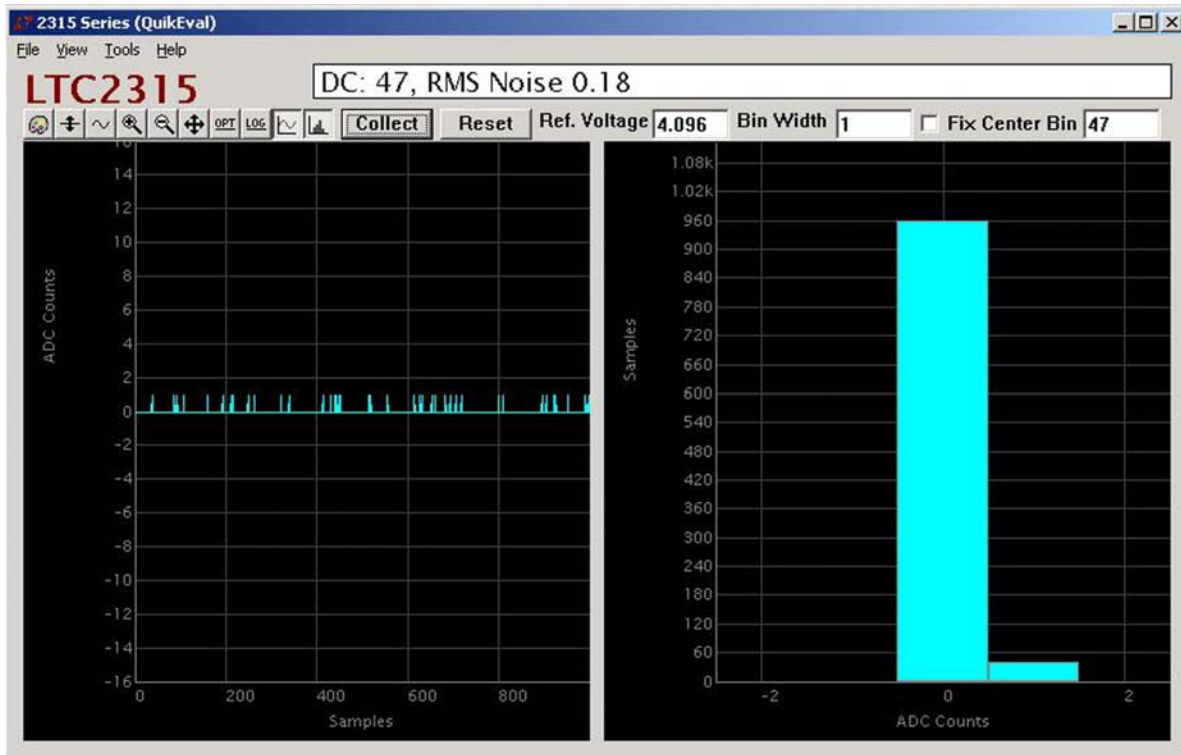 2315 Series (QuikEval)
File View Tools Help
LTC2315
DC: 47, RMS Noise 0.18
OPT LOG Collect Reset Ref. Voltage 4.096 Bin Width 1 Fix Center Bin 47
16
14
12
10
8
6
4
2
0
-2
-4
-6
-8
-10
-12
-14
-16
ADC Counts
0 200 400 600 800
Samples
1.08k
1.02k
960
900
840
780
720
660
600
540
480
420
360
300
240
180
120
60
0
Samples
-2 0 2
ADC Counts